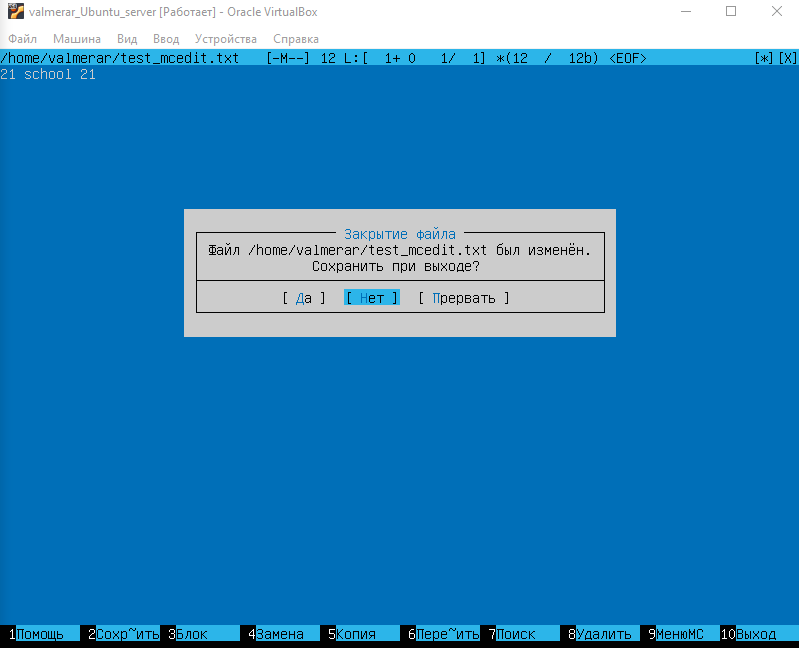 valmerar_Ubuntu_server [Работает] - Oracle VirtualBox
Файл Машина Вид Ввод Устройства Справка
/home/valmerar/test_mcedit.txt [-M--] 12 L:[ 1+ 0 1/ 1] *(12 / 12b) <EOF> [*][X]
21 school 21
Закрытие файла
Файл /home/valmerar/test_mcedit.txt был изменён.
Сохранить при выходе?
[ Да ] [ Нет ] [ Прервать ]
1Помощь 2Сохр~ить 3Блок 4Замена 5Копия 6Пере~ить 7Поиск 8Удалить 9МенюМС 10Выход